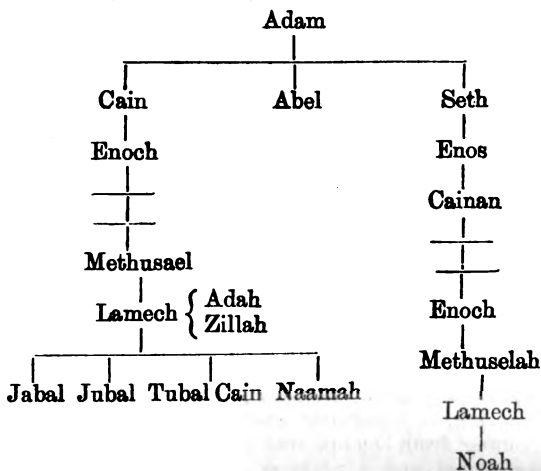 Adam
Cain Abel Seth
Enoch Enos
Cainan
Methusael
Lamech { Adah
Zillah
Enoch
Methuselah
Jabal Jubal Tubal Cain Naamah
Lamech
Noah